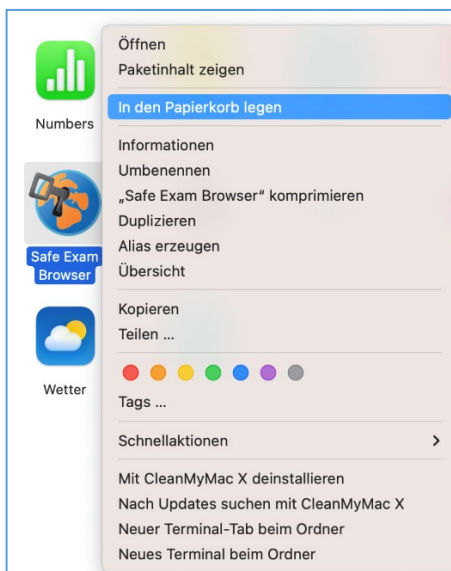 Numbers
Safe Exam
Browser
Wetter
Öffnen
Paketinhalt zeigen
In den Papierkorb legen
Informationen
Umbenennen
„Safe Exam Browser“ komprimieren
Duplizieren
Alias erzeugen
Übersicht
Kopieren
Teilen ...
Tags ...
Schnellaktionen
Mit CleanMyMac X deinstallieren
Nach Updates suchen mit CleanMyMac X
Neuer Terminal-Tab beim Ordner
Neues Terminal beim Ordner